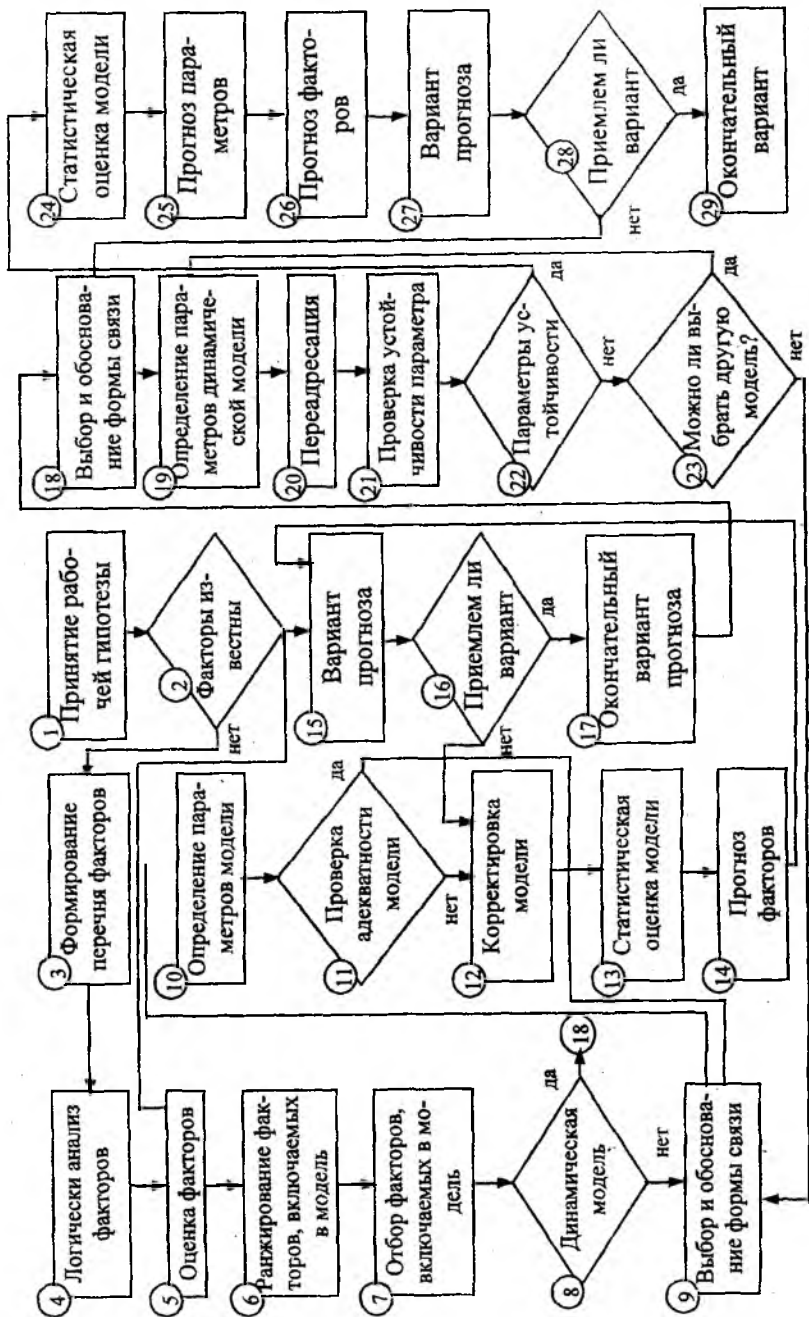 1
Принятие рабо-
чей гипотезы
2
Факторы из-
вестны
нет
3
Формирование
перечня факторов
4
Логически анализ
факторов
5
Оценка факторов
6
Ранжирование фак-
торов, включаемых
в модель
7
Отбор факторов,
включаемых в мо-
дель
8
Динамическая
модель
да
18
нет
9
Выбор и обоснова-
ние формы связи
10
Определение пара-
метров модели
11
Проверка
адекватности
модели
да
нет
12
Корректировка
модели
13
Статистическая
оценка модели
14
Прогноз
факторов
15
Вариант
прогноза
16
Приемлем ли
вариант
нет
да
17
Окончательный
вариант
прогноза
18
Выбор и обоснова-
ние формы связи
19
Определение пара-
метров динамиче-
ской модели
20
Переадресация
21
Проверка устой-
чивости параметра
22
Параметры ус-
тойчивости
да
нет
23
Можно ли вы-
брать другую
модель?
да
нет
24
Статистическая
оценка модели
25
Прогноз пара-
метров
26
Прогноз факто-
ров
27
Вариант
прогноза
28
Приемлем ли
вариант
нет
да
29
Окончательный
вариант